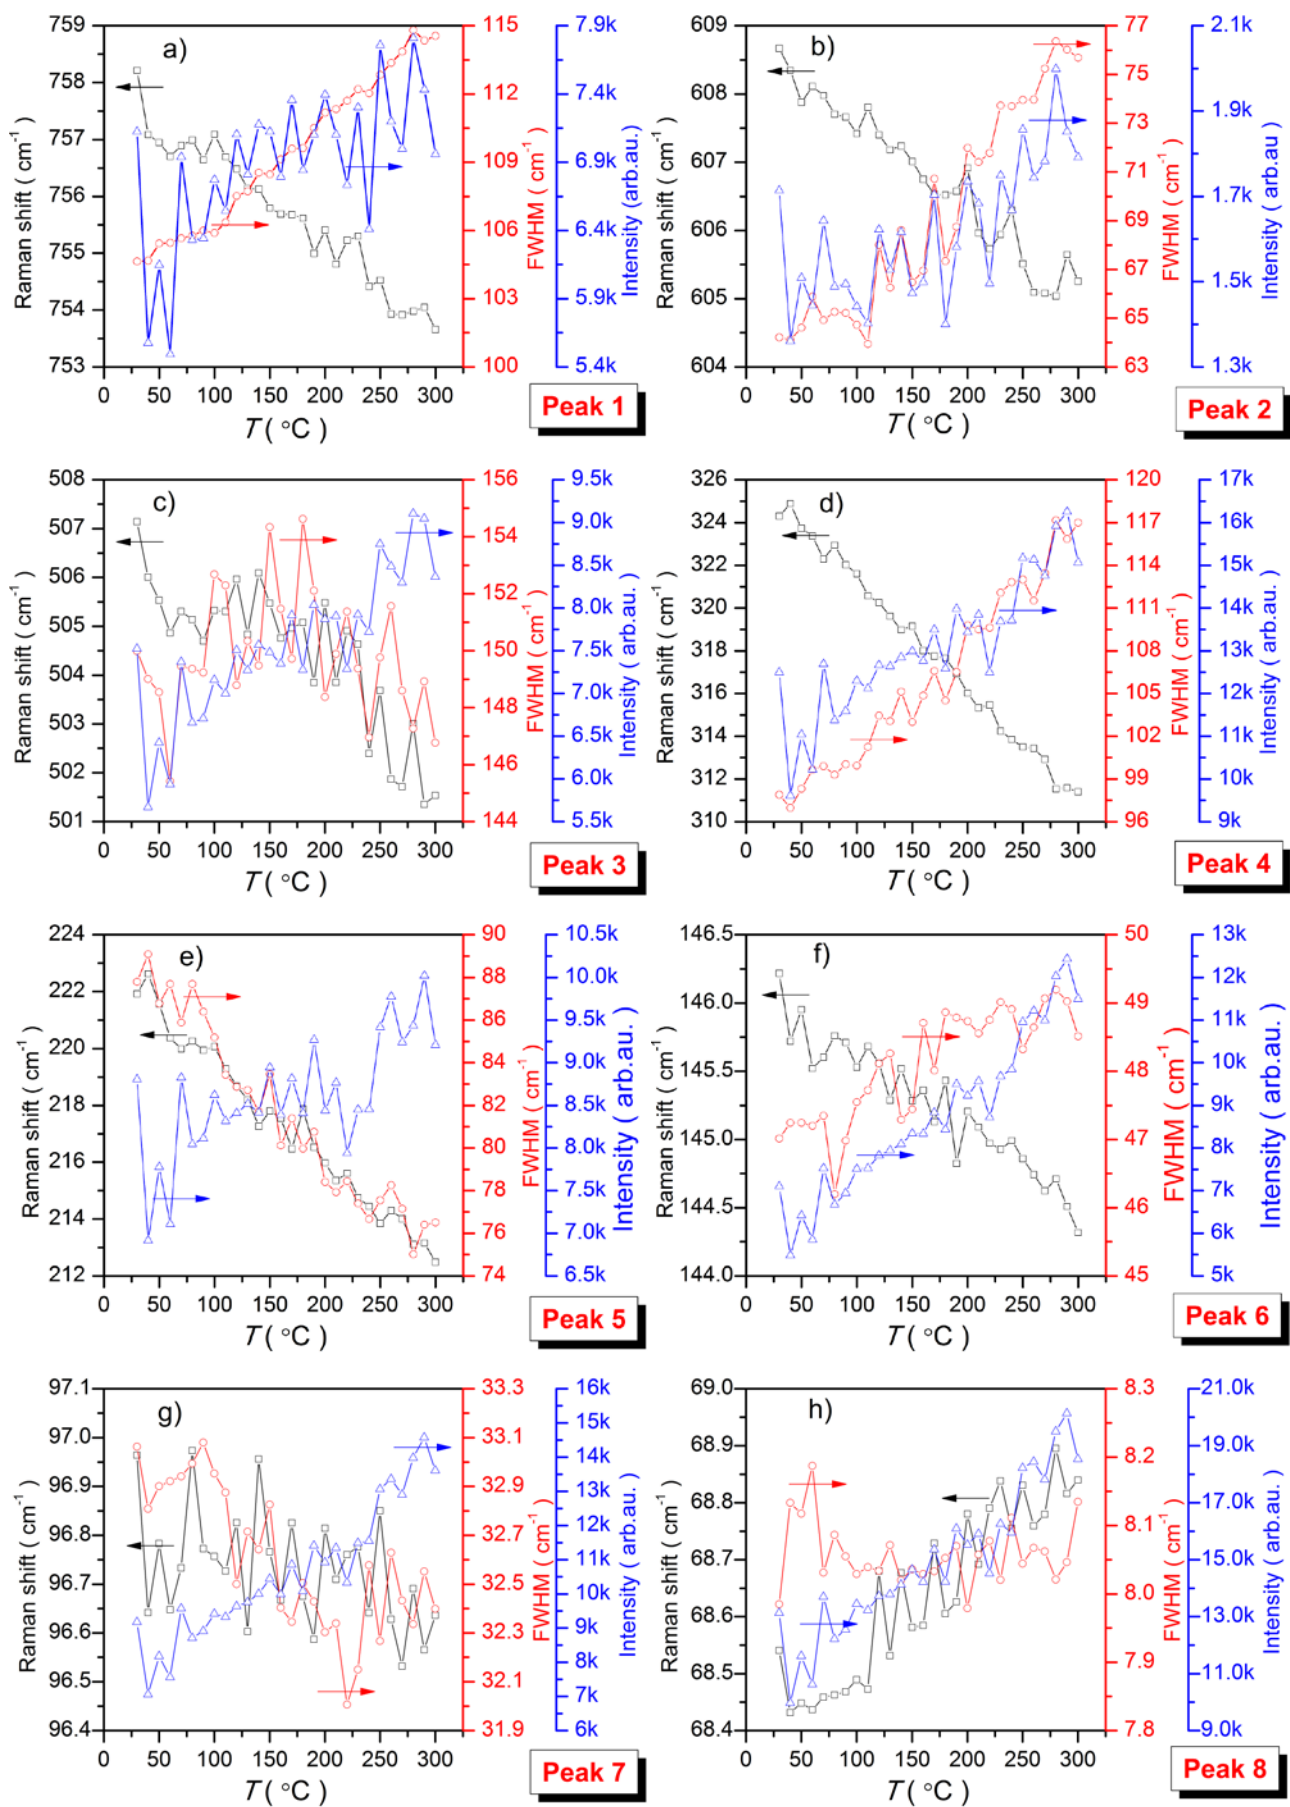 a)
759
758
757
756
755
754
753
Raman shift ( cm-1 )
115
112
109
106
103
100
FWHM ( cm-1 )
7.9k
7.4k
6.9k
6.4k
5.9k
5.4k
Intensity (arb.au)
0 50 100 150 200 250 300
T ( °C )
Peak 1
b)
609
608
607
606
605
604
Raman shift ( cm-1 )
77
75
73
71
69
67
65
63
FWHM ( cm-1 )
2.1k
1.9k
1.7k
1.5k
1.3k
Intensity ( arb.au )
0 50 100 150 200 250 300
T ( °C )
Peak 2
c)
508
507
506
505
504
503
502
501
Raman shift ( cm-1 )
156
154
152
150
148
146
144
FWHM ( cm-1 )
9.5k
9.0k
8.5k
8.0k
7.5k
7.0k
6.5k
6.0k
5.5k
Intensity ( arb.au. )
0 50 100 150 200 250 300
T ( °C )
Peak 3
d)
326
324
322
320
318
316
314
312
310
Raman shift ( cm-1 )
120
117
114
111
108
105
102
99
96
FWHM ( cm-1 )
17k
16k
15k
14k
13k
12k
11k
10k
9k
Intensity ( arb.au. )
0 50 100 150 200 250 300
T ( °C )
Peak 4
e)
224
222
220
218
216
214
212
Raman shift ( cm-1 )
90
88
86
84
82
80
78
76
74
FWHM ( cm-1 )
10.5k
10.0k
9.5k
9.0k
8.5k
8.0k
7.5k
7.0k
6.5k
Intensity ( arb.au. )
0 50 100 150 200 250 300
T ( °C )
Peak 5
f)
146.5
146.0
145.5
145.0
144.5
144.0
Raman shift ( cm-1 )
50
49
48
47
46
45
FWHM ( cm-1 )
13k
12k
11k
10k
9k
8k
7k
6k
5k
Intensity ( arb.au. )
0 50 100 150 200 250 300
T ( °C )
Peak 6
g)
97.1
97.0
96.9
96.8
96.7
96.6
96.5
96.4
Raman shift ( cm-1 )
33.3
33.1
32.9
32.7
32.5
32.3
32.1
31.9
FWHM ( cm-1 )
16k
15k
14k
13k
12k
11k
10k
9k
8k
7k
6k
Intensity ( arb.au. )
0 50 100 150 200 250 300
T ( °C )
Peak 7
h)
69.0
68.9
68.8
68.7
68.6
68.5
68.4
Raman shift ( cm-1 )
8.3
8.2
8.1
8.0
7.9
7.8
FWHM ( cm-1 )
21.0k
19.0k
17.0k
15.0k
13.0k
11.0k
9.0k
Intensity ( arb.au. )
0 50 100 150 200 250 300
T ( °C )
Peak 8